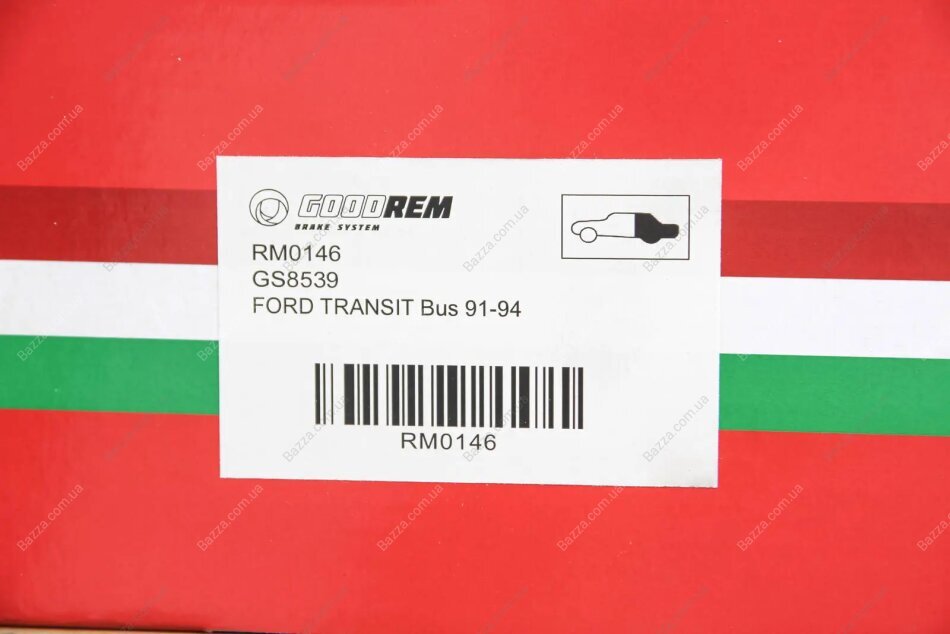 GOODREM
BRAKE SYSTEM
RM0146
GS8539
FORD TRANSIT Bus 91-94
RM0146
Bazza.com.ua